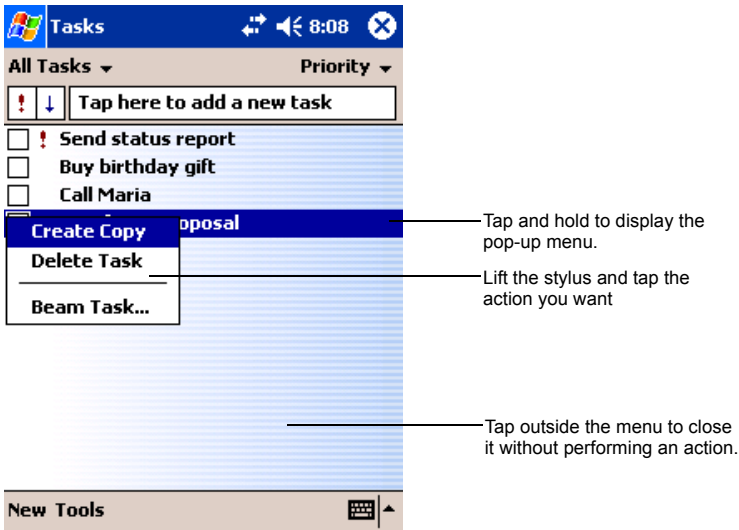 Tasks 8:08
All Tasks Priority
! ↓ Tap here to add a new task
! Send status report
Buy birthday gift
Call Maria
oposal
Create Copy
Delete Task
Beam Task...
New Tools
Tap and hold to display the
pop-up menu.
Lift the stylus and tap the
action you want
Tap outside the menu to close
it without performing an action.